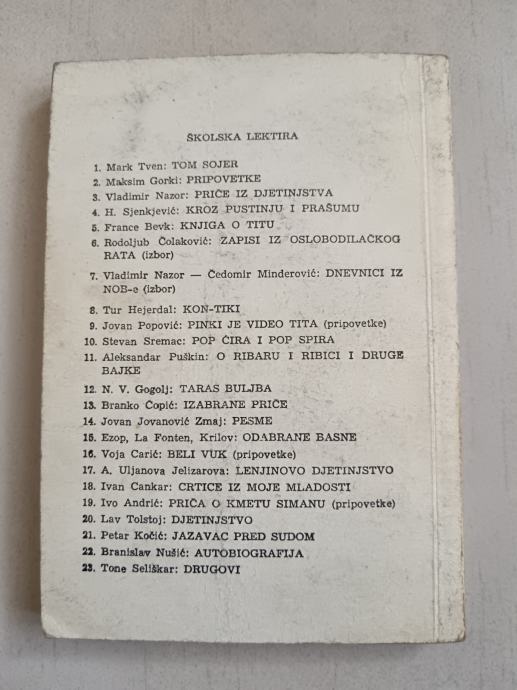 ŠKOLSKA LEKTIRA
1. Mark Tven: TOM SOJER
2. Maksim Gorki: PRIPOVETKE
3. Vladimir Nazor: PRIČE IZ DJETINJSTVA
4. H. Sjenkjević: KROZ PUSTINJU I PRAŠUMU
5. France Bevk: KNJIGA O TITU
6. Rodoljub Čolaković: ZAPISI IZ OSLOBODILAČKOG
RATA (izbor)
7. Vladimir Nazor — Čedomir Minderović: DNEVNICI IZ
NOB-e (izbor)
8. Tur Hejerdal: KON-TIKI
9. Jovan Popović: PINKI JE VIDEO TITA (pripovetke)
10. Stevan Sremac: POP ĆIRA I POP SPIRA
11. Aleksandar Puškin: O RIBARU I RIBICI I DRUGE
BAJKE
12. N. V. Gogolj: TARAS BULJBA
13. Branko Ćopić: IZABRANE PRIČE
14. Jovan Jovanović Zmaj: PESME
15. Ezop, La Fonten, Krilov: ODABRANE BASNE
16. Voja Carić: BELI VUK (pripovetke)
17. A. Uljanova Jelizarova: LENJINOVO DJETINJSTVO
18. Ivan Cankar: CRTICE IZ MOJE MLADOSTI
19. Ivo Andrić: PRIČA O KMETU SIMANU (pripovetke)
20. Lav Tolstoj: DJETINJSTVO
21. Petar Kočić: JAZAVAC PRED SUDOM
22. Branislav Nušić: AUTOBIOGRAFIJA
23. Tone Seliškar: DRUGOVI